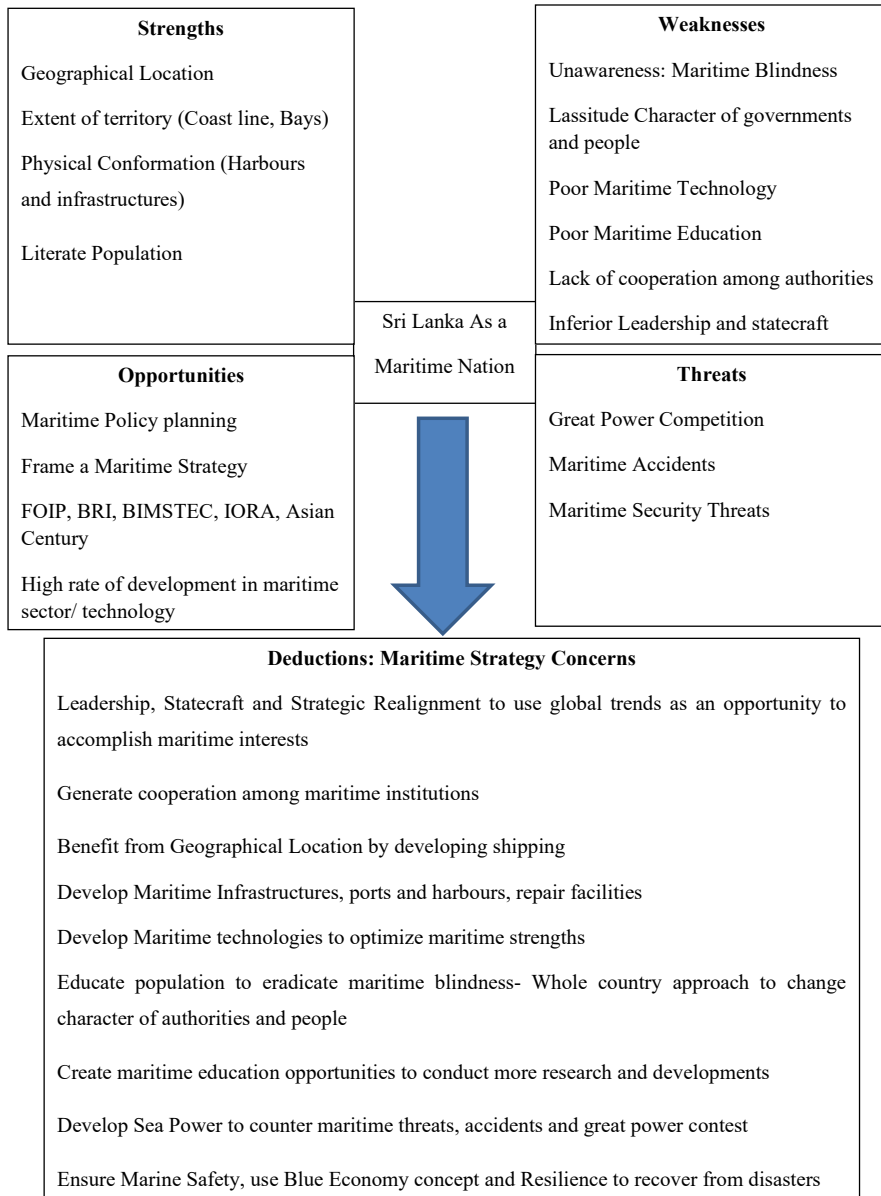 Strengths
Geographical Location
Extent of territory (Coast line, Bays)
Physical Conformation (Harbours
and infrastructures)
Literate Population
Weaknesses
Unawareness: Maritime Blindness
Lassitude Character of governments
and people
Poor Maritime Technology
Poor Maritime Education
Lack of cooperation among authorities
Inferior Leadership and statecraft
Sri Lanka As a
Maritime Nation
Opportunities
Maritime Policy planning
Frame a Maritime Strategy
FOIP, BRI, BIMSTEC, IORA, Asian
Century
High rate of development in maritime
sector/ technology
Threats
Great Power Competition
Maritime Accidents
Maritime Security Threats
Deductions: Maritime Strategy Concerns
Leadership, Statecraft and Strategic Realignment to use global trends as an opportunity to
accomplish maritime interests
Generate cooperation among maritime institutions
Benefit from Geographical Location by developing shipping
Develop Maritime Infrastructures, ports and harbours, repair facilities
Develop Maritime technologies to optimize maritime strengths
Educate population to eradicate maritime blindness- Whole country approach to change
character of authorities and people
Create maritime education opportunities to conduct more research and developments
Develop Sea Power to counter maritime threats, accidents and great power contest
Ensure Marine Safety, use Blue Economy concept and Resilience to recover from disasters